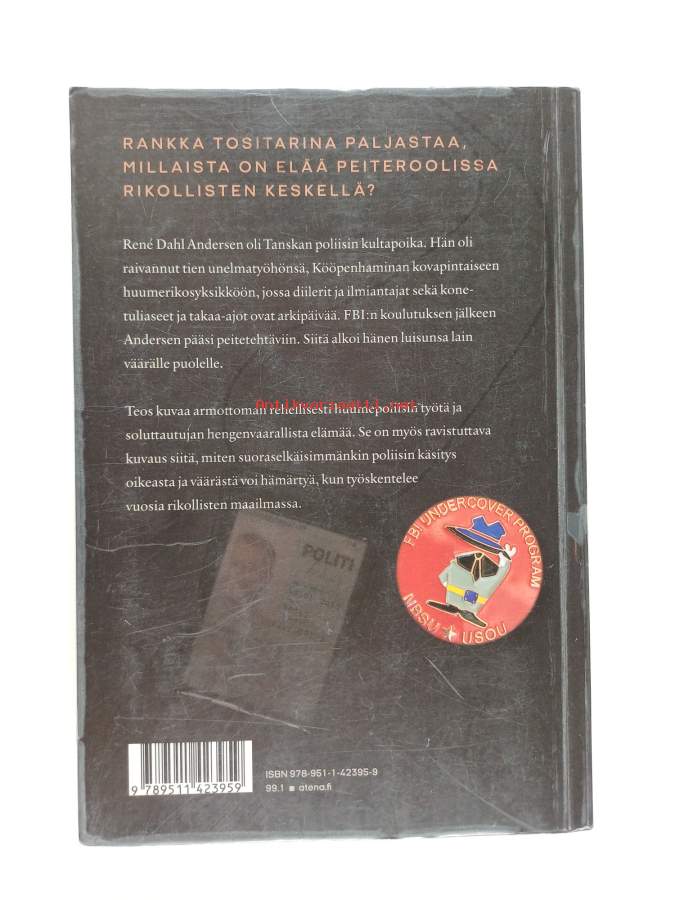 RANKKA TOSITARINA PALJASTAA,
MILLAISTA ON ELÄÄ PEITEROOLISSA
RIKOLLISTEN KESKELLÄ?
René Dahl Andersen oli Tanskan poliisin kultapoika. Hän oli
raivannut tien unelmatyöhönsä, Kööpenhaminan kovapintaiseen
huumerikosyksikköön, jossa diilerit ja ilmiantajat sekä kone-
tuliaseet ja takaa-ajot ovat arkipäivää. FBI:n koulutuksen jälkeen
Andersen pääsi peitetehtäviin. Siitä alkoi hänen luisunsa lain
väärälle puolelle.
Teos kuvaa armottoman rehellisesti huumepoliisin työtä ja
soluttautujan hengenvaarallista elämää. Se on myös ravistuttava
kuvaus siitä, miten suoraselkäisimmänkin poliisin käsitys
oikeasta ja väärästä voi hämärtyä, kun työskentelee
vuosia rikollisten maailmassa.
POLITI
FBI UNDERCOVER PROGRAM
USOU
ISBN 978-951-1-42395-9
99.1 ■ atena.fi
9 789511 423959